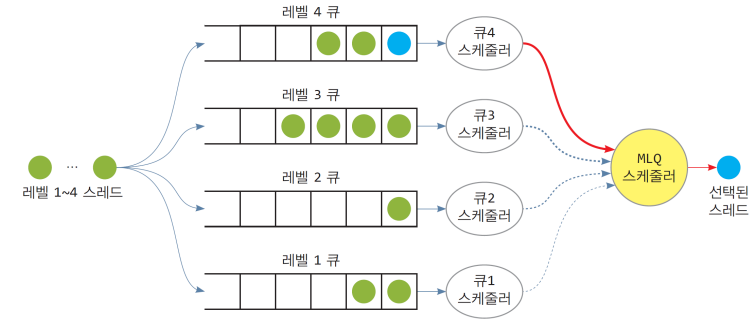 레벨 4 큐
큐4
스케줄러
레벨 3 큐
큐3
스케줄러
...
레벨 1~4 스레드
MLQ
스케줄러
선택된
스레드
레벨 2 큐
큐2
스케줄러
레벨 1 큐
큐1
스케줄러